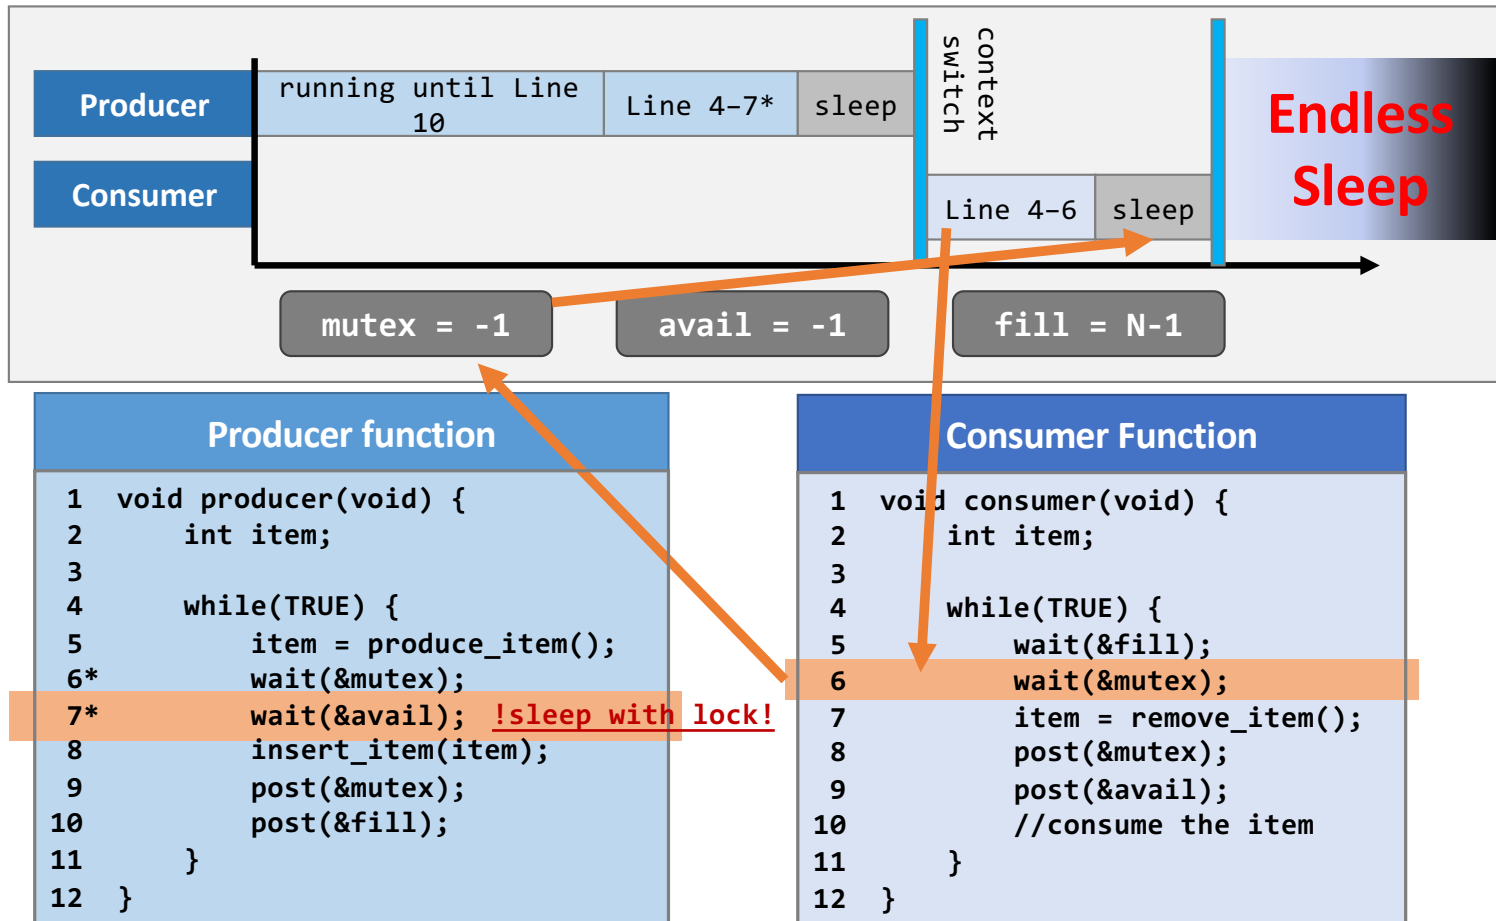 Producer
running until Line
10
Line 4–7*
sleep
context
switch
Endless
Sleep
Consumer
Line 4–6
sleep
mutex = -1
avail = -1
fill = N-1
Producer function
1 void producer(void) {
2 int item;
3
4 while(TRUE) {
5 item = produce_item();
6* wait(&mutex);
7* wait(&avail); !sleep with lock!
8 insert_item(item);
9 post(&mutex);
10 post(&fill);
11 }
12 }
Consumer Function
1 void consumer(void) {
2 int item;
3
4 while(TRUE) {
5 wait(&fill);
6 wait(&mutex);
7 item = remove_item();
8 post(&mutex);
9 post(&avail);
10 //consume the item
11 }
12 }